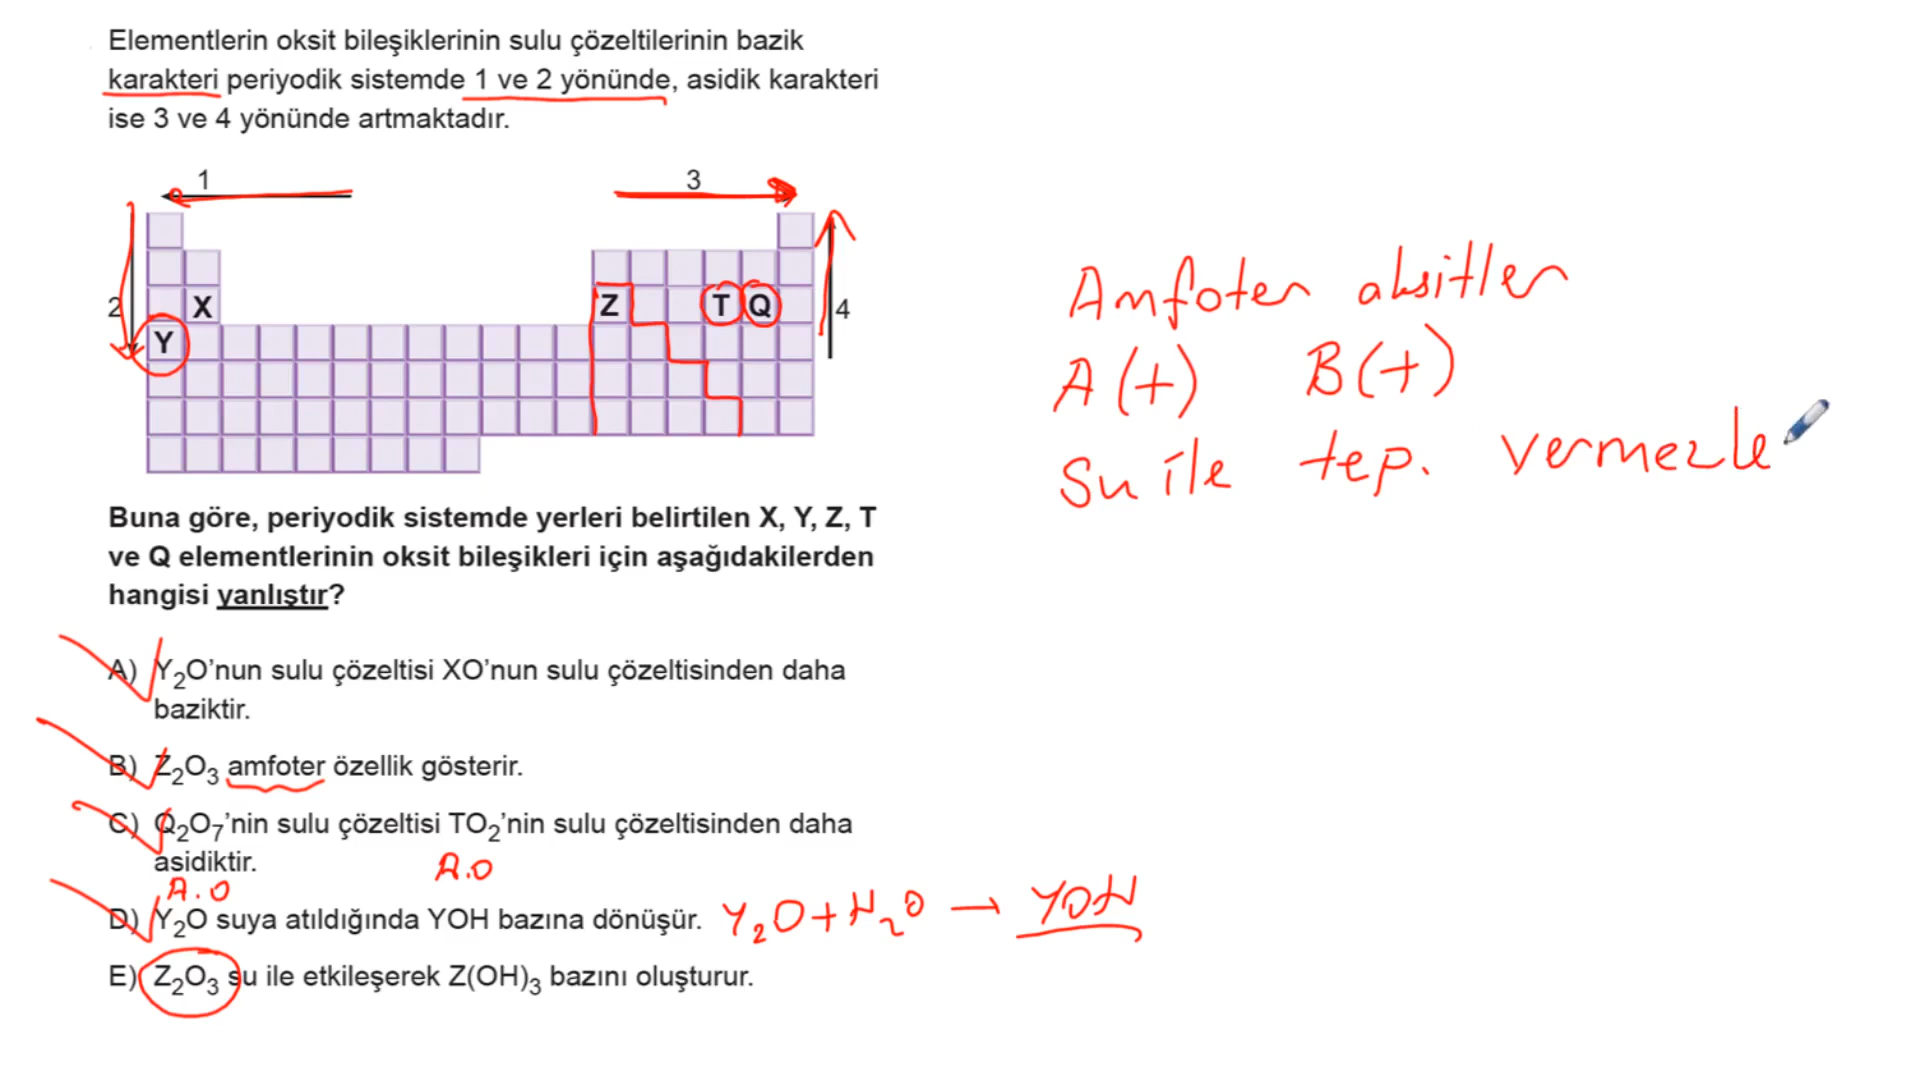 Elementlerin oksit bileşiklerinin sulu çözeltilerinin bazik
karakteri periyodik sistemde 1 ve 2 yönünde, asidik karakteri
ise 3 ve 4 yönünde artmaktadır.
1
3
2
4
X
Z
T
Q
Y
Amfoter oksitler
A(+) B(+)
Su ile tep. vermezle
Buna göre, periyodik sistemde yerleri belirtilen X, Y, Z, T
ve Q elementlerinin oksit bileşikleri için aşağıdakilerden
hangisi yanlıştır?
A) Y₂O'nun sulu çözeltisi XO'nun sulu çözeltisinden daha
baziktir.
B) Z₂O₃ amfoter özellik gösterir.
C) Q₂O₇'nin sulu çözeltisi TO₂'nin sulu çözeltisinden daha
asidiktir.
A.O
A.O
D) Y₂O suya atıldığında YOH bazına dönüşür. Y₂O + H₂O → YOH
E) Z₂O₃ su ile etkileşerek Z(OH)₃ bazını oluşturur.